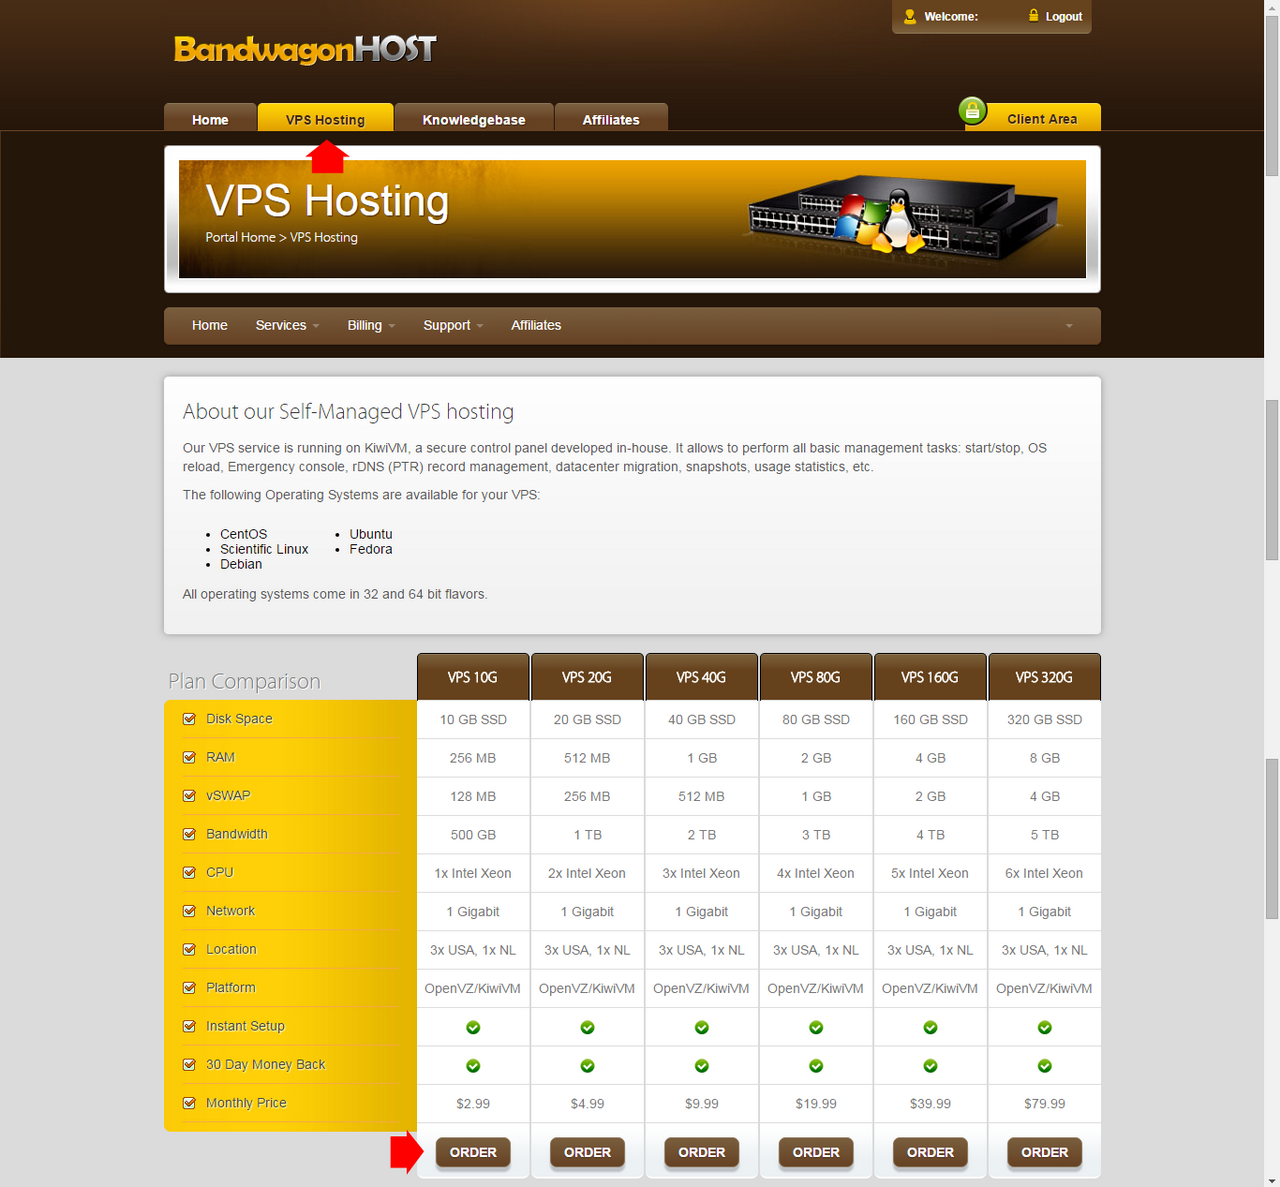 Welcome:
Logout
BandwagonHOST
Home
VPS Hosting
Knowledgebase
Affiliates
Client Area
VPS Hosting
Portal Home > VPS Hosting
Home Services Billing Support Affiliates
About our Self-Managed VPS hosting
Our VPS service is running on KiwiVM, a secure control panel developed in-house. It allows to perform all basic management tasks: start/stop, OS
reload, Emergency console, rDNS (PTR) record management, datacenter migration, snapshots, usage statistics, etc.
The following Operating Systems are available for your VPS:
CentOS Ubuntu
Scientific Linux Fedora
Debian
All operating systems come in 32 and 64 bit flavors.
Plan Comparison VPS 10G VPS 20G VPS 40G VPS 80G VPS 160G VPS 320G
Disk Space 10 GB SSD 20 GB SSD 40 GB SSD 80 GB SSD 160 GB SSD 320 GB SSD
RAM 256 MB 512 MB 1 GB 2 GB 4 GB 8 GB
vSWAP 128 MB 256 MB 512 MB 1 GB 2 GB 4 GB
Bandwidth 500 GB 1 TB 2 TB 3 TB 4 TB 5 TB
CPU 1x Intel Xeon 2x Intel Xeon 3x Intel Xeon 4x Intel Xeon 5x Intel Xeon 6x Intel Xeon
Network 1 Gigabit 1 Gigabit 1 Gigabit 1 Gigabit 1 Gigabit 1 Gigabit
Location 3x USA, 1x NL 3x USA, 1x NL 3x USA, 1x NL 3x USA, 1x NL 3x USA, 1x NL 3x USA, 1x NL
Platform OpenVZ/KiwiVM OpenVZ/KiwiVM OpenVZ/KiwiVM OpenVZ/KiwiVM OpenVZ/KiwiVM OpenVZ/KiwiVM
Instant Setup
30 Day Money Back
Monthly Price $2.99 $4.99 $9.99 $19.99 $39.99 $79.99
ORDER ORDER ORDER ORDER ORDER ORDER